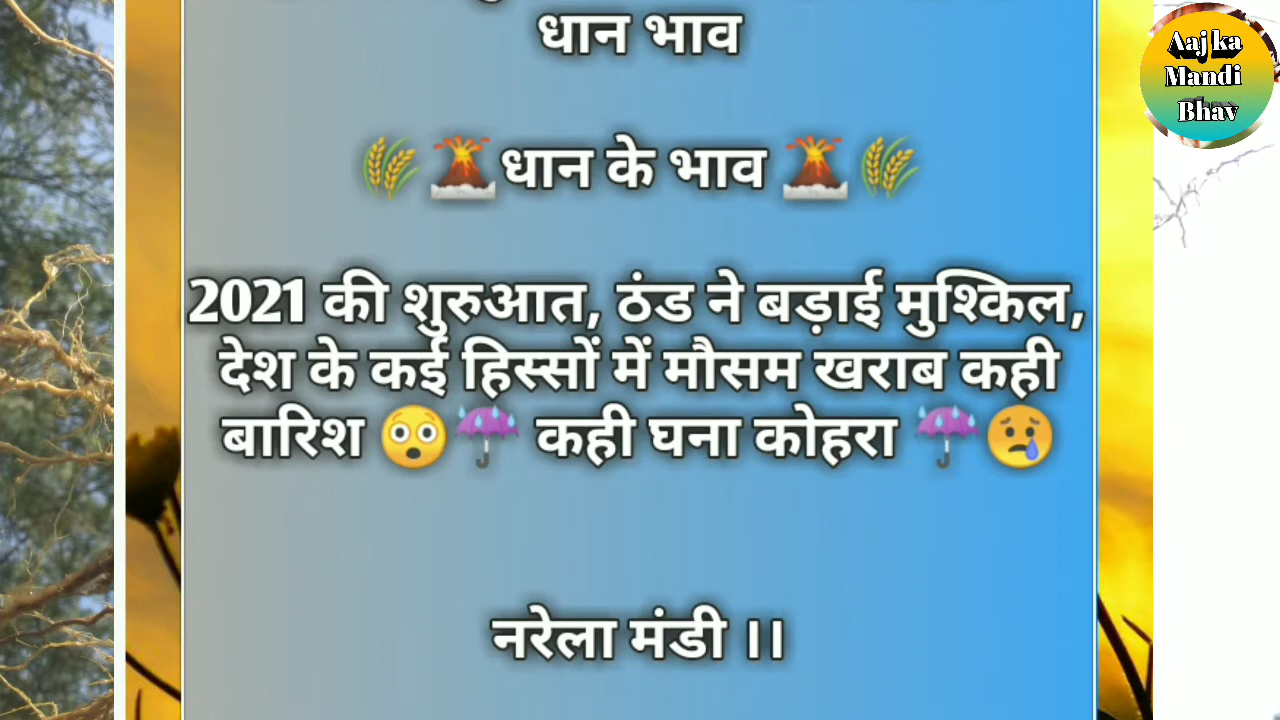 धान भाव
🌾🌋धान के भाव 🌋🌾
2021 की शुरुआत, ठंड ने बड़ाई मुश्किल,
देश के कई हिस्सों में मौसम खराब कही
बारिश 😲☔ कही घना कोहरा ☔😢
नरेला मंडी ।।
Aaj ka
Mandi
Bhav